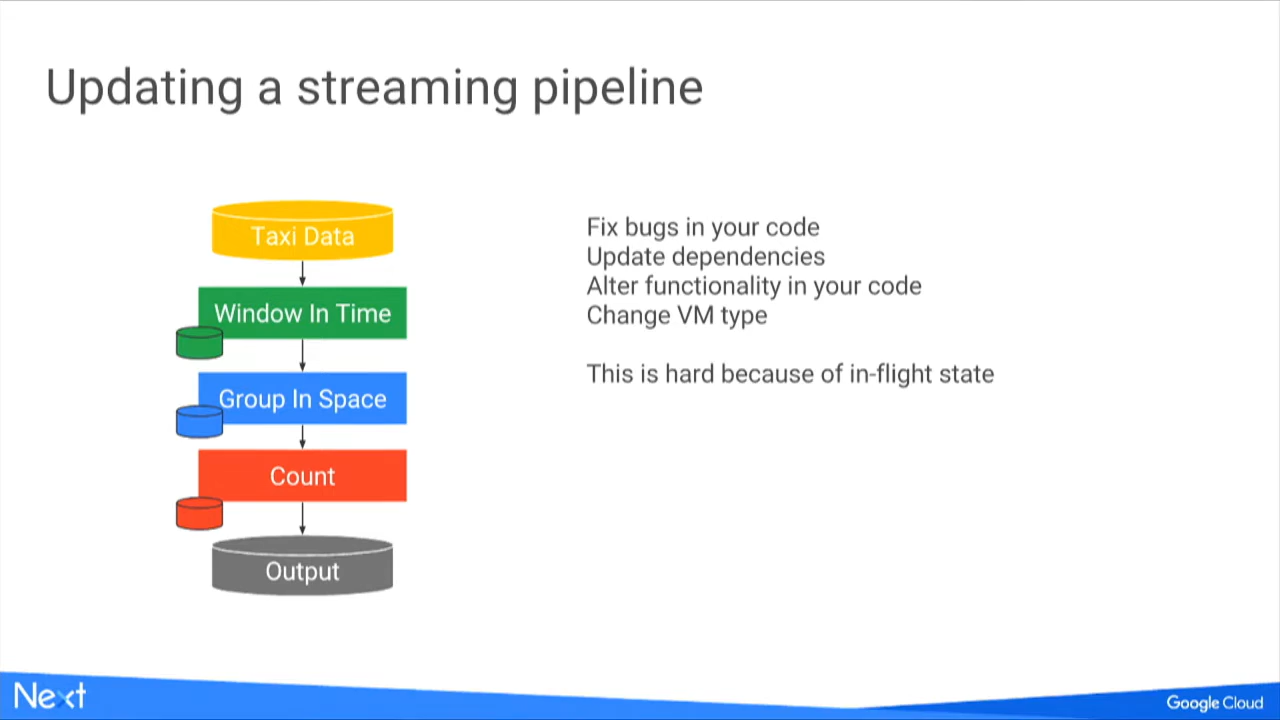 Updating a streaming pipeline
Taxi Data
Window In Time
Group In Space
Count
Output
Fix bugs in your code
Update dependencies
Alter functionality in your code
Change VM type
This is hard because of in-flight state
Next
Google Cloud